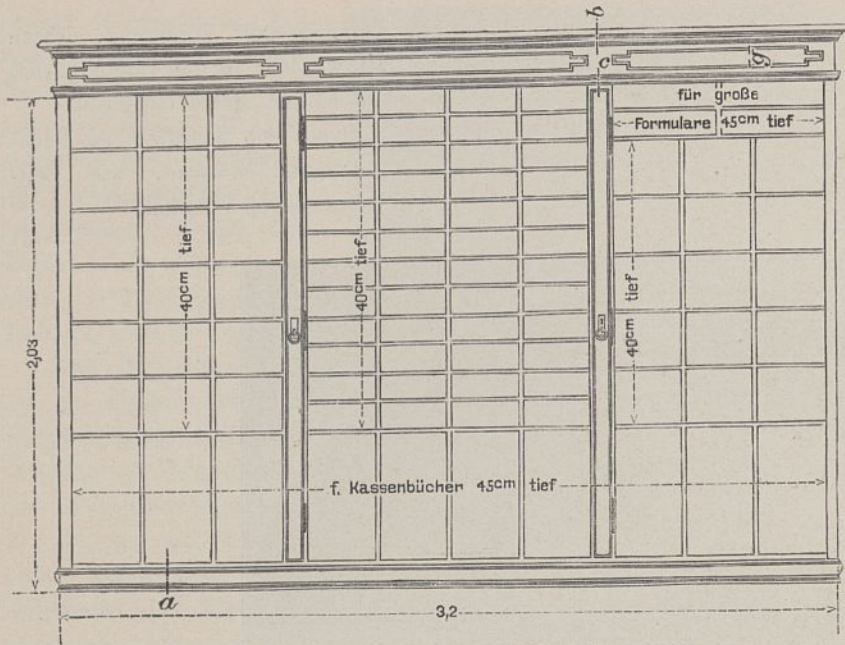 b
c
g
für große
Formulare 45cm tief
40cm tief
40cm tief
40cm tief
2,03
f. Kassenbücher 45cm tief
a
3,2